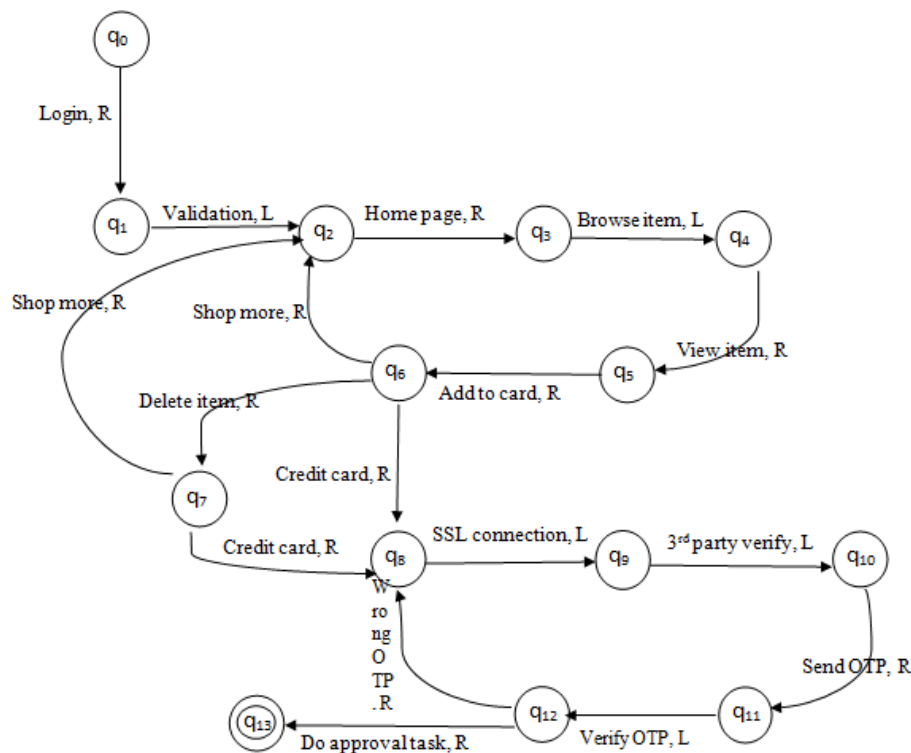 q0
Login, R
q1
Validation, L
q2
Home page, R
q3
Browse item, L
q4
Shop more, R
Shop more, R
View item, R
q6
Add to card, R
q5
Delete item, R
Credit card, R
q7
Credit card, R
q8
SSL connection, L
q9
3rd party verify, L
q10
W
ro
ng
O
TP
.R
Send OTP, R
q13
Do approval task, R
q12
Verify OTP, L
q11